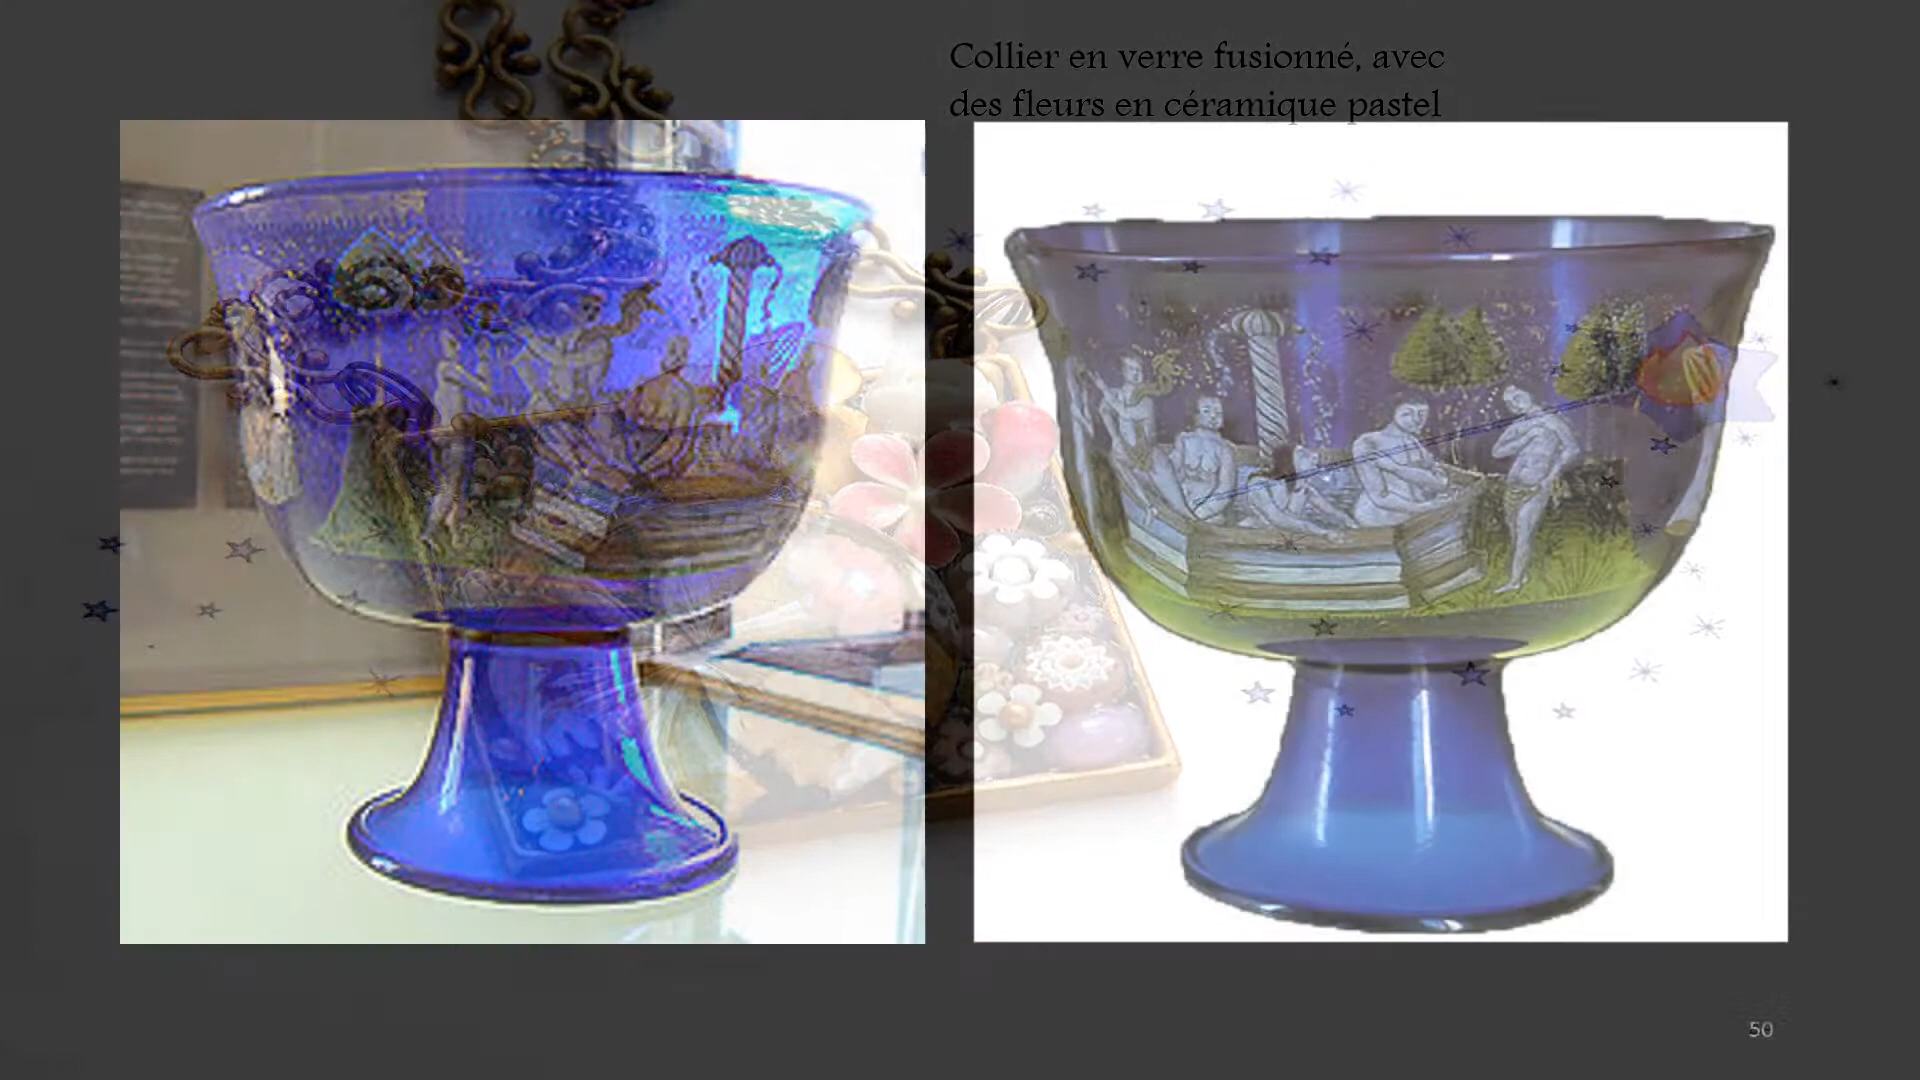 Collier en verre fusionné, avec
des fleurs en céramique pastel
50